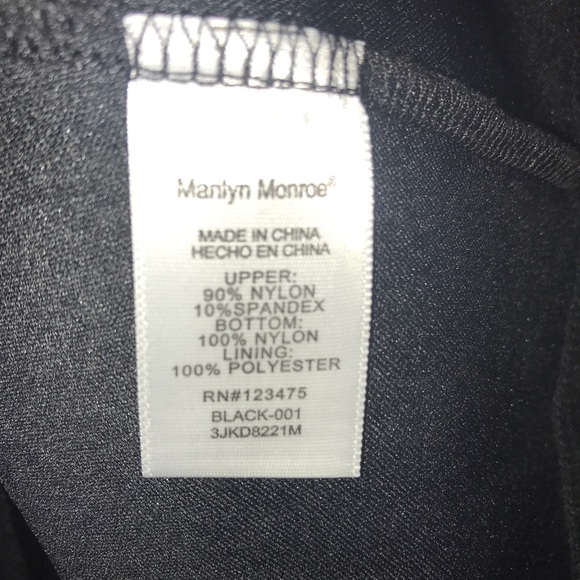 Marilyn Monroe®
MADE IN CHINA
HECHO EN CHINA
UPPER:
90% NYLON
10%SPANDEX
BOTTOM:
100% NYLON
LINING:
100% POLYESTER
RN#123475
BLACK-001
3JKD8221M